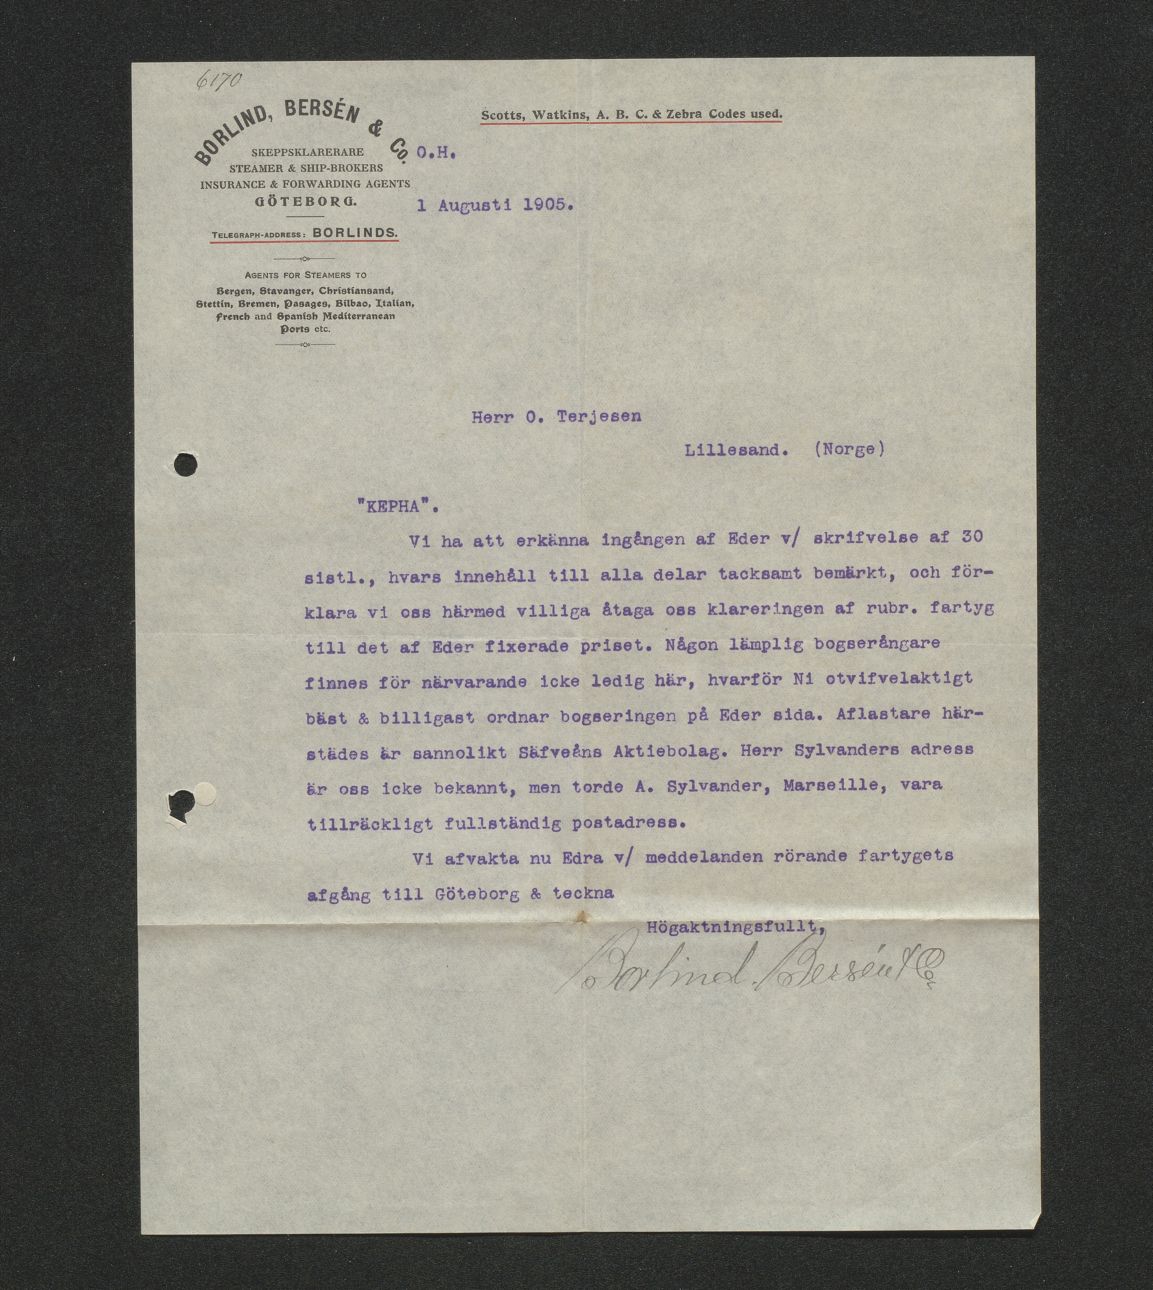 6170
BORLIND, BERSÉN & Co.
SKEPPSKLARERARE
STEAMER & SHIP-BROKERS
INSURANCE & FORWARDING AGENTS
GÖTEBORG.
TELEGRAPH-ADDRESS: BORLINDS.
AGENTS FOR STEAMERS TO
Bergen, Stavanger, Christiansand,
Stettin, Bremen, Pasages, Bilbao, Italian,
French and Spanish Mediterranean
Ports etc.
Scotts, Watkins, A. B. C. & Zebra Codes used.
O.H.
1 Augusti 1905.
Herr O. Terjesen
Lillesand. (Norge)
"KEPHA".
Vi ha att erkänna ingången af Eder v/ skrifvelse af 30
sistl., hvars innehåll till alla delar tacksamt bemärkt, och för-
klara vi oss härmed villiga åtaga oss klareringen af rubr. fartyg
till det af Eder fixerade priset. Någon lämplig bogserångare
finnes för närvarande icke ledig här, hvarför Ni otvifvelaktigt
bäst & billigast ordnar bogseringen på Eder sida. Aflastare här-
städes är sannolikt Säfveåns Aktiebolag. Herr Sylvanders adress
är oss icke bekannt, men torde A. Sylvander, Marseille, vara
tillräckligt fullständig postadress.
Vi afvakta nu Edra v/ meddelanden rörande fartygets
afgång till Göteborg & teckna
Högaktningsfullt,
Borlind, Bersén & Co.